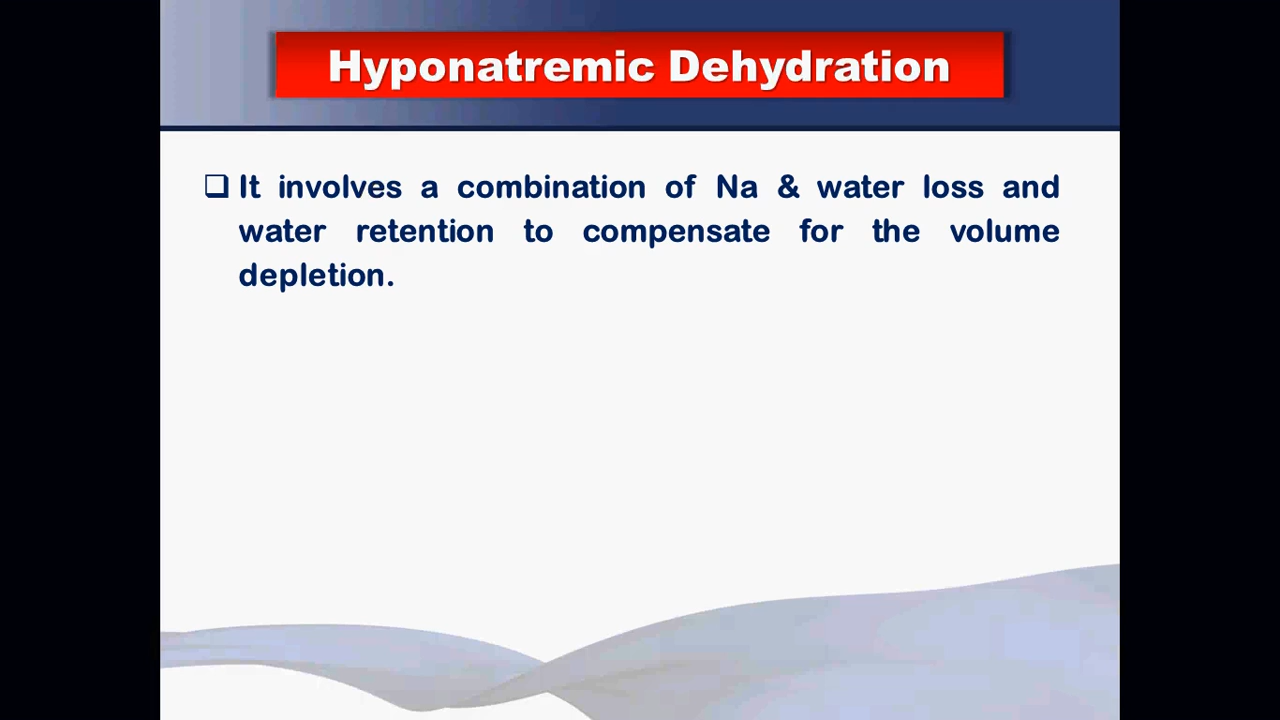 Hyponatremic Dehydration
❑ It involves a combination of Na & water loss and
water retention to compensate for the volume
depletion.